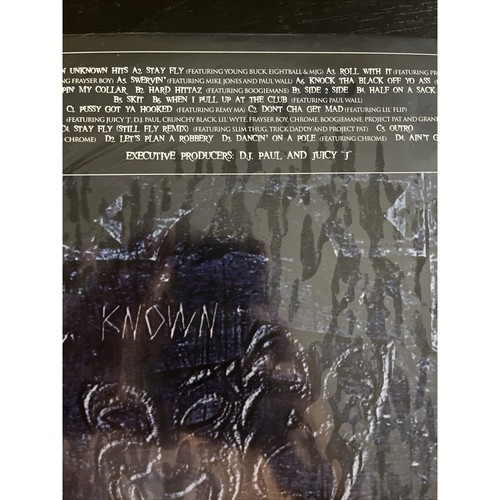 UNKNOWN HITS A2. STAY FLY (FEATURING YOUNG BUCK, EIGHTBALL & MJG) A3. ROLL WITH IT (FEATURING PR
NG FRAYSER BOY) A5. SWERVIN' (FEATURING MIKE JONES AND PAUL WALL) A6. KNOCK THA BLACK OFF YO ASS (
PIN MY COLLAR B2. HARD HITTAZ (FEATURING BOOGIEMANE) B3. SIDE 2 SIDE B4. HALF ON A SACK
B5. SKIT B6. WHEN I PULL UP AT THE CLUB (FEATURING PAUL WALL)
C1. PUSSY GOT YA HOOKED (FEATURING REMY MA) C2. DON'T CHA GET MAD (FEATURING LIL' FLIP)
(FEATURING JUICY 'J', D.J. PAUL, CRUNCHY BLACK, LIL' WYTE, FRAYSER BOY, CHROME, BOOGIEMANE, PROJECT PAT AND GRAN
C4. STAY FLY (STILL FLY REMIX) (FEATURING SLIM THUG, TRICK DADDY AND PROJECT PAT) C5. OUTRO
CHROME) D2. LET'S PLAN A ROBBERY D3. DANCIN' ON A POLE (FEATURING CHROME) D4. AIN'T G
EXECUTIVE PRODUCERS: D.J. PAUL AND JUICY "J"
KNOWN